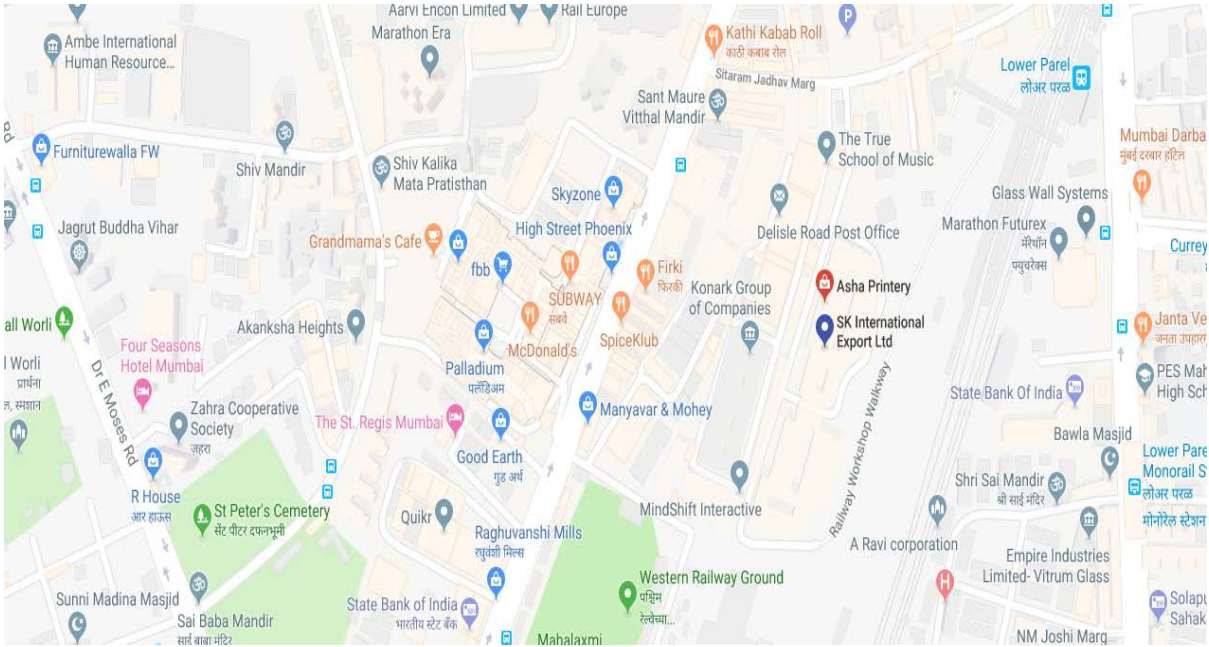 Aarvi Encon Limited
Rail Europe
Marathon Era
Ambe International
Human Resource...
Kathi Kabab Roll
काठी कबाब रोल
P
Lower Parel
लोअर परळ
Sitaram Jadhav Marg
Sant Maure
Vitthal Mandir
Rd
Furniturewalla FW
Shiv Mandir
Shiv Kalika
Mata Pratisthan
The True
School of Music
Mumbai Darba
मुंबई दरबार हॉटेल
Skyzone
Glass Wall Systems
Jagrut Buddha Vihar
Grandmama's Cafe
High Street Phoenix
Delisle Road Post Office
Marathon Futurex
मॅरेथॉन
फ्युचरेक्स
Currey
fbb
SUBWAY
सबवे
Firki
फिरकी
Konark Group
of Companies
Asha Printery
all Worli
Akanksha Heights
McDonald's
SpiceKlub
SK International
Export Ltd
Janta Ve
जनता उपहारगृ
Four Seasons
Hotel Mumbai
l Worli
प्रार्थना
ल, स्मशान
Dr E Moses Rd
Palladium
पलॅडिअम
Railway Workshop Walkway
State Bank Of India
PES Mah
High Sch
Zahra Cooperative
Society
जहरा
The St. Regis Mumbai
Manyavar & Mohey
Good Earth
गुड अर्थ
Bawla Masjid
Lower Pare
Monorail S
लोअर परळ
मोनोरेल स्टेशन
R House
आर हाऊस
St Peter's Cemetery
सेंट पीटर दफनभूमी
Quikr
MindShift Interactive
Shri Sai Mandir
श्री साई मंदिर
Raghuvanshi Mills
रघुवंशी मिल्स
A Ravi corporation
Empire Industries
Limited- Vitrum Glass
Western Railway Ground
पश्चिम
रेल्वेच्या...
H
Sunni Madina Masjid
Sai Baba Mandir
साई बाबा मंदिर
State Bank of India
भारतीय स्टेट बँक
Mahalaxmi
Solapu
Sahaka
NM Joshi Marg